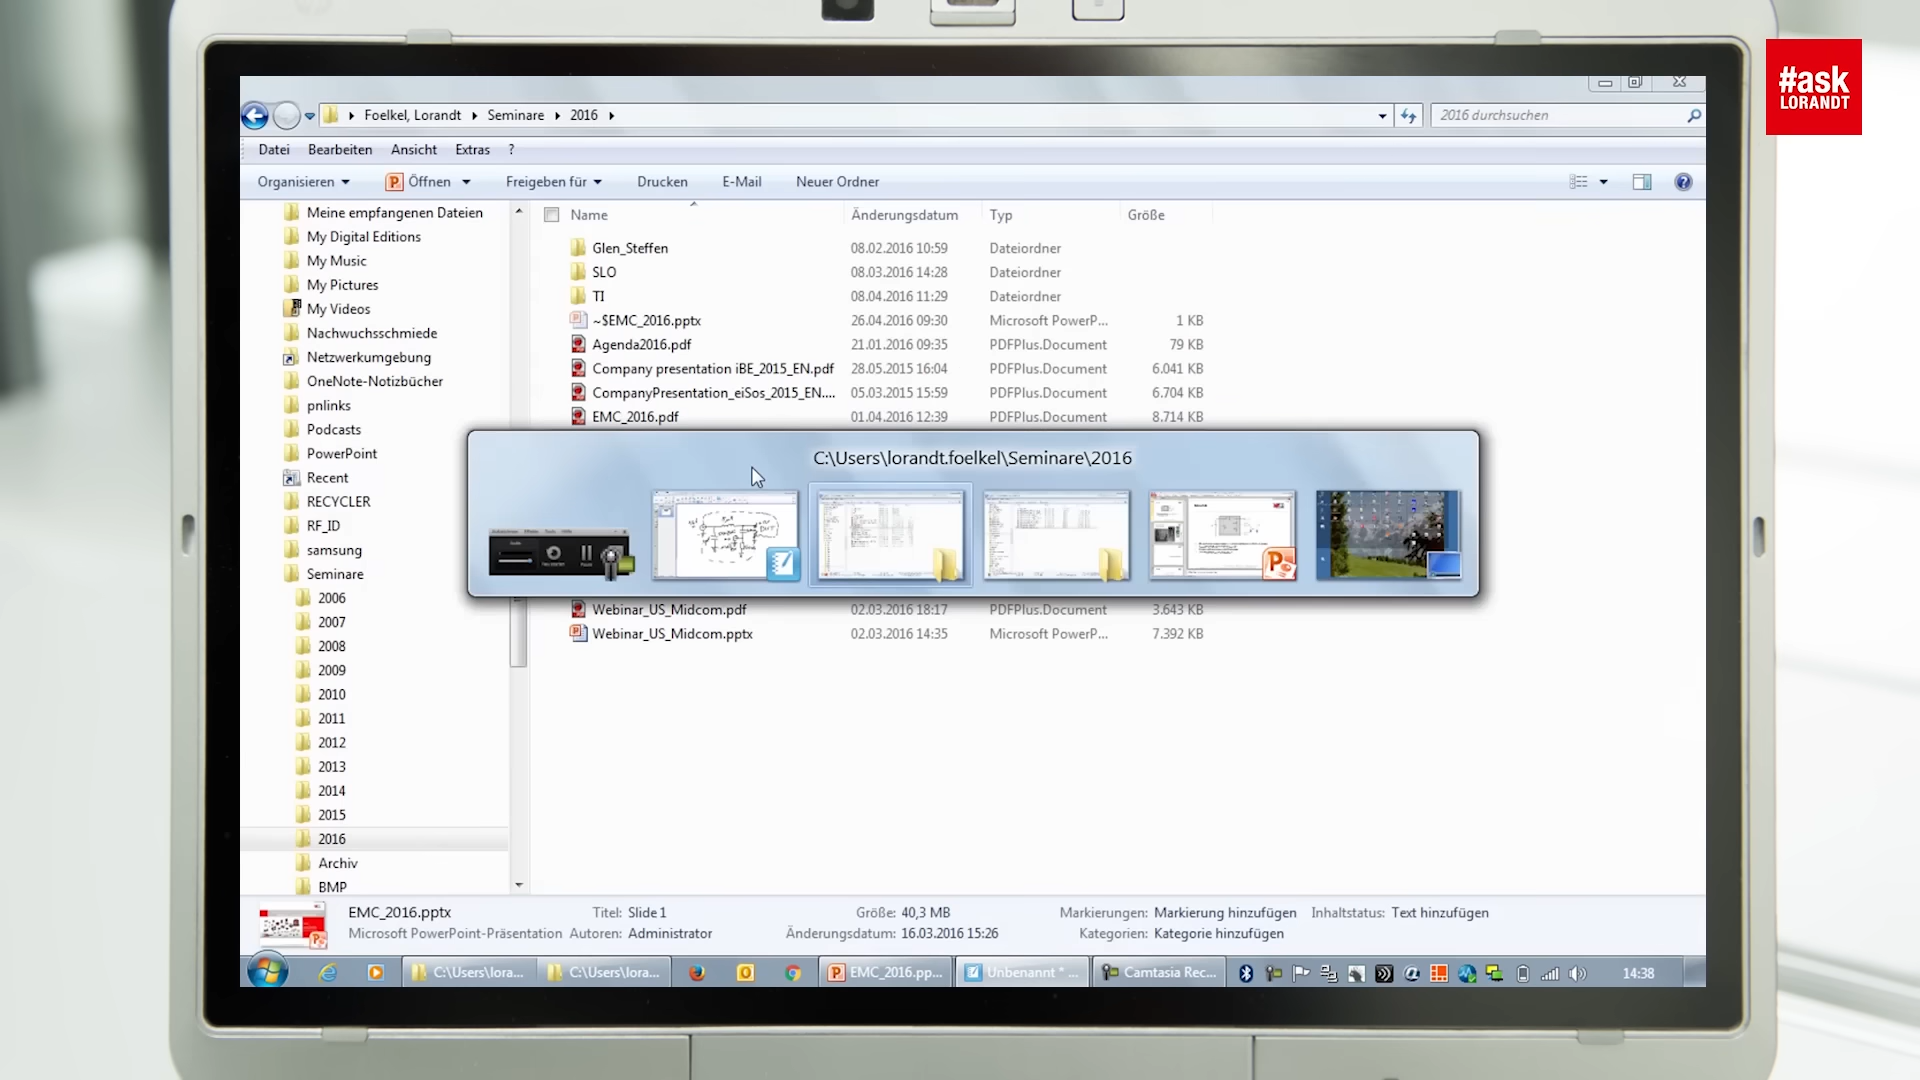 #ask
LORANDT
Foelkel, Lorandt
Seminare
2016
2016 durchsuchen
Datei
Bearbeiten
Ansicht
Extras
?
Organisieren
Öffnen
Freigeben für
Drucken
E-Mail
Neuer Ordner
Meine empfangenen Dateien
My Digital Editions
My Music
My Pictures
My Videos
Nachwuchsschmiede
Netzwerkumgebung
OneNote-Notizbücher
pnlinks
Podcasts
PowerPoint
Recent
RECYCLER
RF_ID
samsung
Seminare
2006
2007
2008
2009
2010
2011
2012
2013
2014
2015
2016
Archiv
BMP
Name Änderungsdatum Typ Größe
Glen_Steffen 08.02.2016 10:59 Dateiordner
SLO 08.03.2016 14:28 Dateiordner
TI 08.04.2016 11:29 Dateiordner
~$EMC_2016.pptx 26.04.2016 09:30 Microsoft PowerP... 1 KB
Agenda2016.pdf 21.01.2016 09:35 PDFPlus.Document 79 KB
Company presentation iBE_2015_EN.pdf 28.05.2015 16:04 PDFPlus.Document 6.041 KB
CompanyPresentation_eiSos_2015_EN.... 05.03.2015 15:59 PDFPlus.Document 6.704 KB
EMC_2016.pdf 01.04.2016 12:39 PDFPlus.Document 8.714 KB
C:\Users\lorandt.foelkel\Seminare\2016
Webinar_US_Midcom.pdf 02.03.2016 18:17 PDFPlus.Document 3.643 KB
Webinar_US_Midcom.pptx 02.03.2016 14:35 Microsoft PowerP... 7.392 KB
EMC_2016.pptx Titel: Slide 1 Größe: 40,3 MB Markierungen: Markierung hinzufügen Inhaltstatus: Text hinzufügen
Microsoft PowerPoint-Präsentation Autoren: Administrator Änderungsdatum: 16.03.2016 15:26 Kategorien: Kategorie hinzufügen
C:\Users\lora...
C:\Users\lora...
EMC_2016.pp...
Unbenannt * ...
Camtasia Rec...
14:38